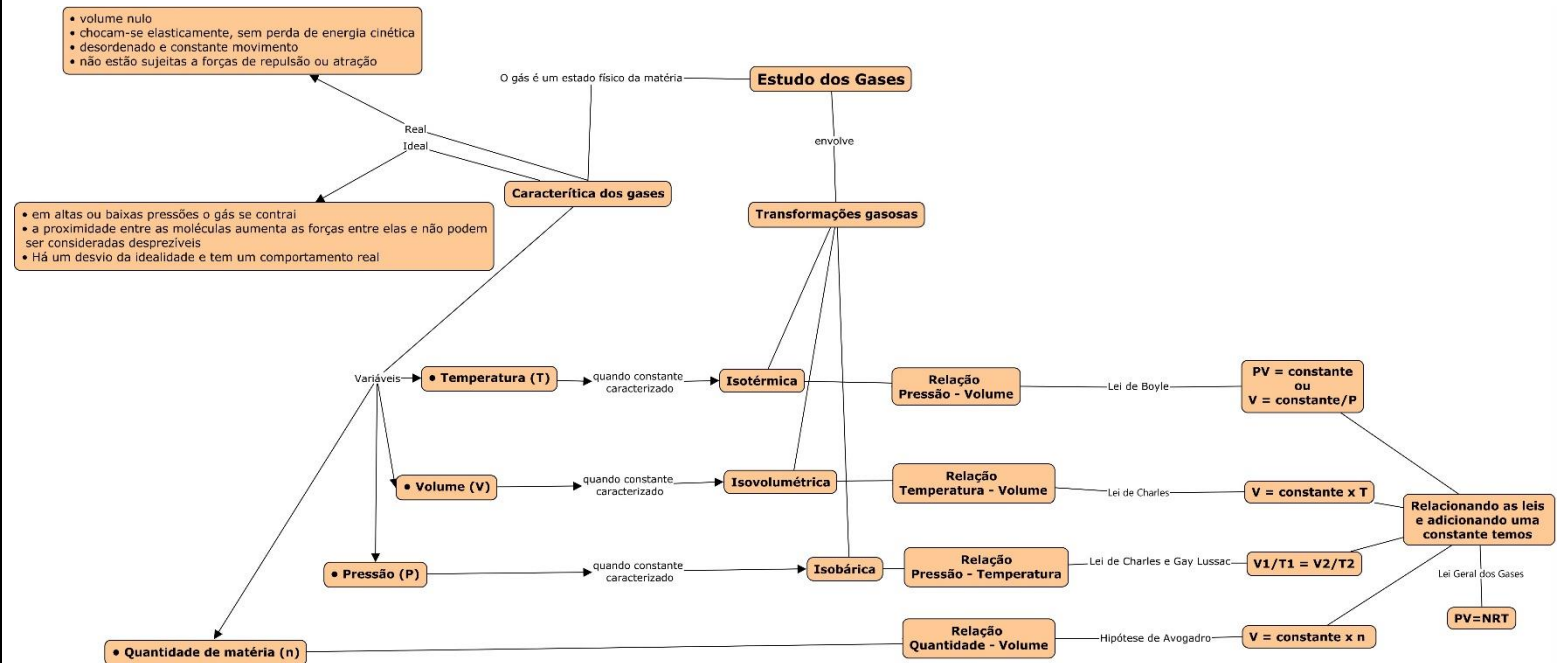 • volume nulo
• chocam-se elasticamente, sem perda de energia cinética
• desordenado e constante movimento
• não estão sujeitas a forças de repulsão ou atração
O gás é um estado físico da matéria
Estudo dos Gases
Real
Ideal
envolve
Caracterítica dos gases
• em altas ou baixas pressões o gás se contrai
• a proximidade entre as moléculas aumenta as forças entre elas e não podem
ser consideradas desprezíveis
• Há um desvio da idealidade e tem um comportamento real
Transformações gasosas
Variáveis
• Temperatura (T)
quando constante
caracterizado
Isotérmica
Relação
Pressão - Volume
Lei de Boyle
PV = constante
ou
V = constante/P
• Volume (V)
quando constante
caracterizado
Isovolumétrica
Relação
Temperatura - Volume
Lei de Charles
V = constante x T
Relacionando as leis
e adicionando uma
constante temos
• Pressão (P)
quando constante
caracterizado
Isobárica
Relação
Pressão - Temperatura
Lei de Charles e Gay Lussac
V1/T1 = V2/T2
Lei Geral dos Gases
PV=NRT
• Quantidade de matéria (n)
Relação
Quantidade - Volume
Hipótese de Avogadro
V = constante x n